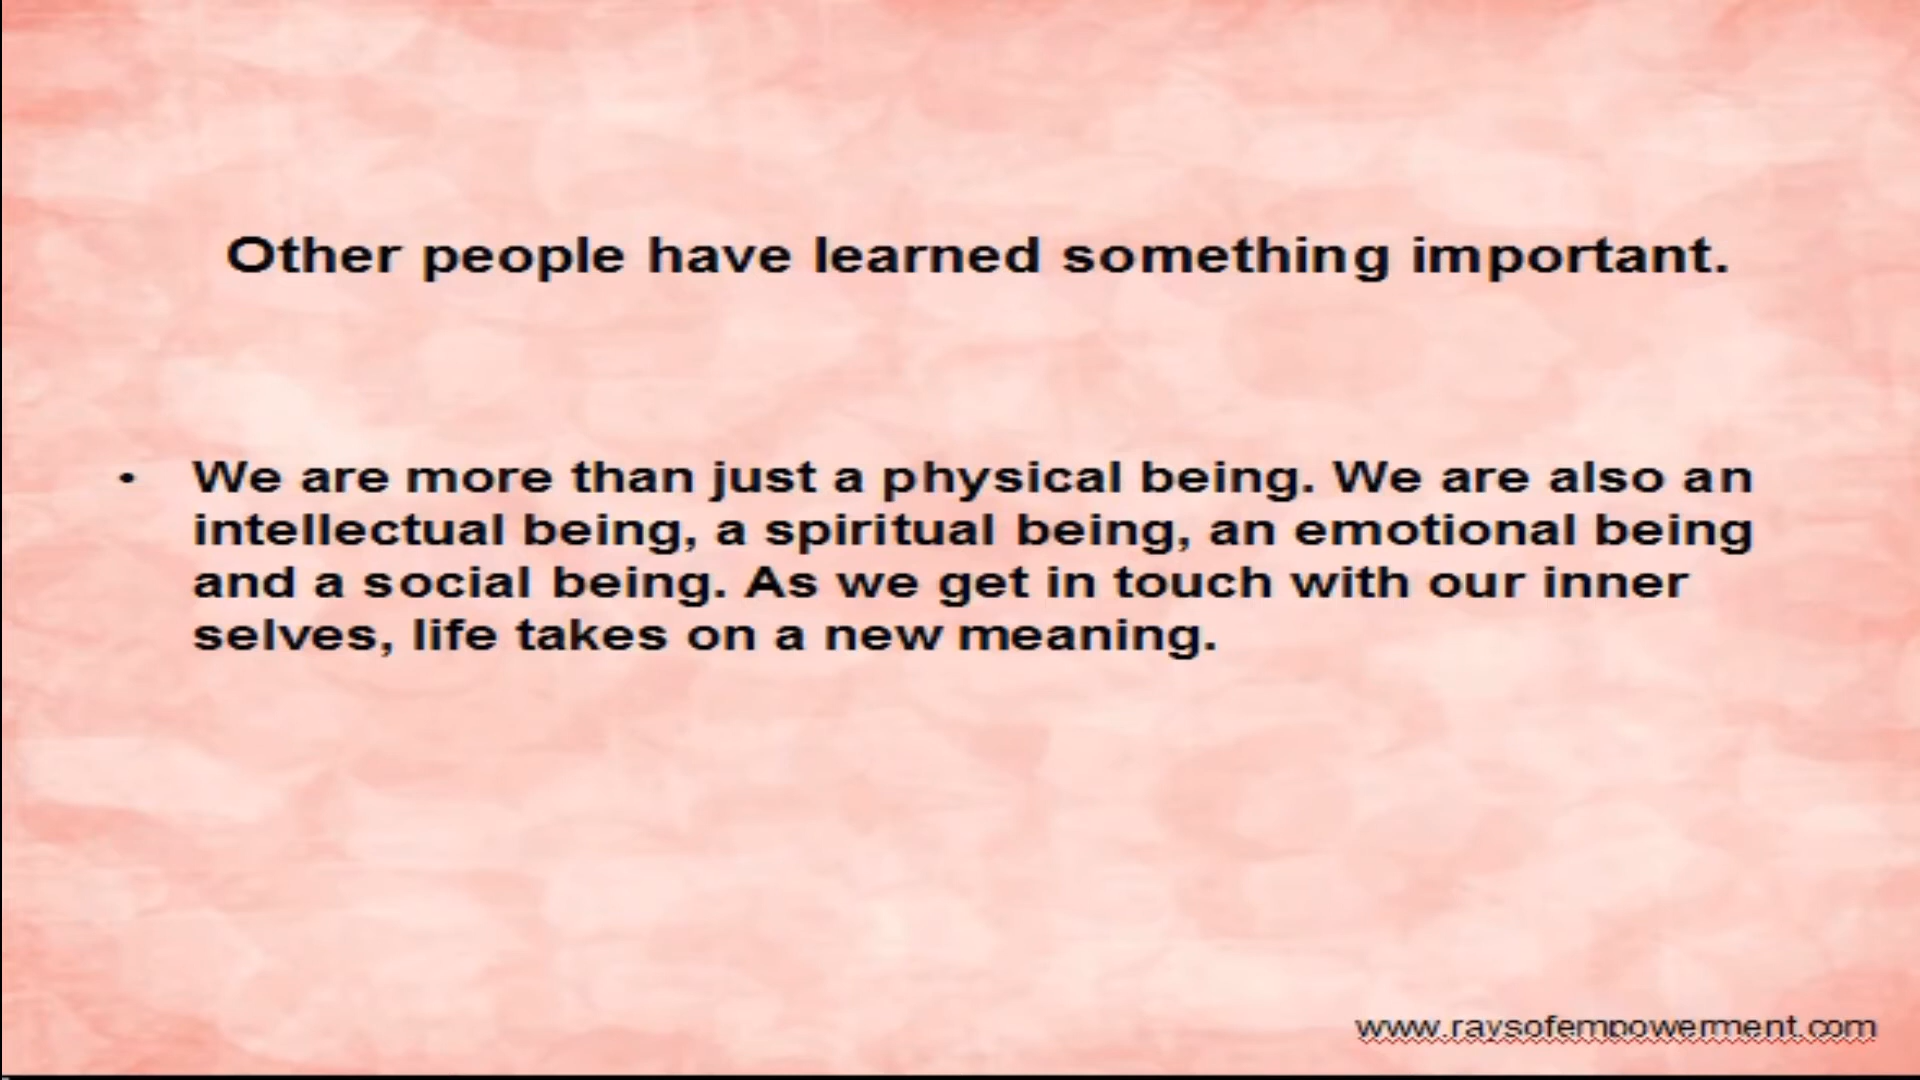 Other people have learned something important.
• We are more than just a physical being. We are also an
intellectual being, a spiritual being, an emotional being
and a social being. As we get in touch with our inner
selves, life takes on a new meaning.
www.raysofempowerment.com